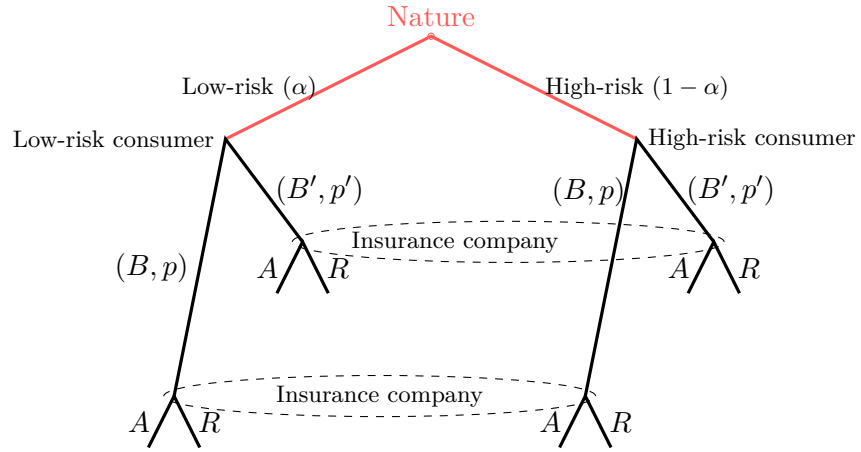 Nature
Low-risk (α)
High-risk (1 − α)
Low-risk consumer
High-risk consumer
(B′, p′)
(B, p)
(B′, p′)
Insurance company
(B, p)
A
R
A
R
Insurance company
A
R
A
R